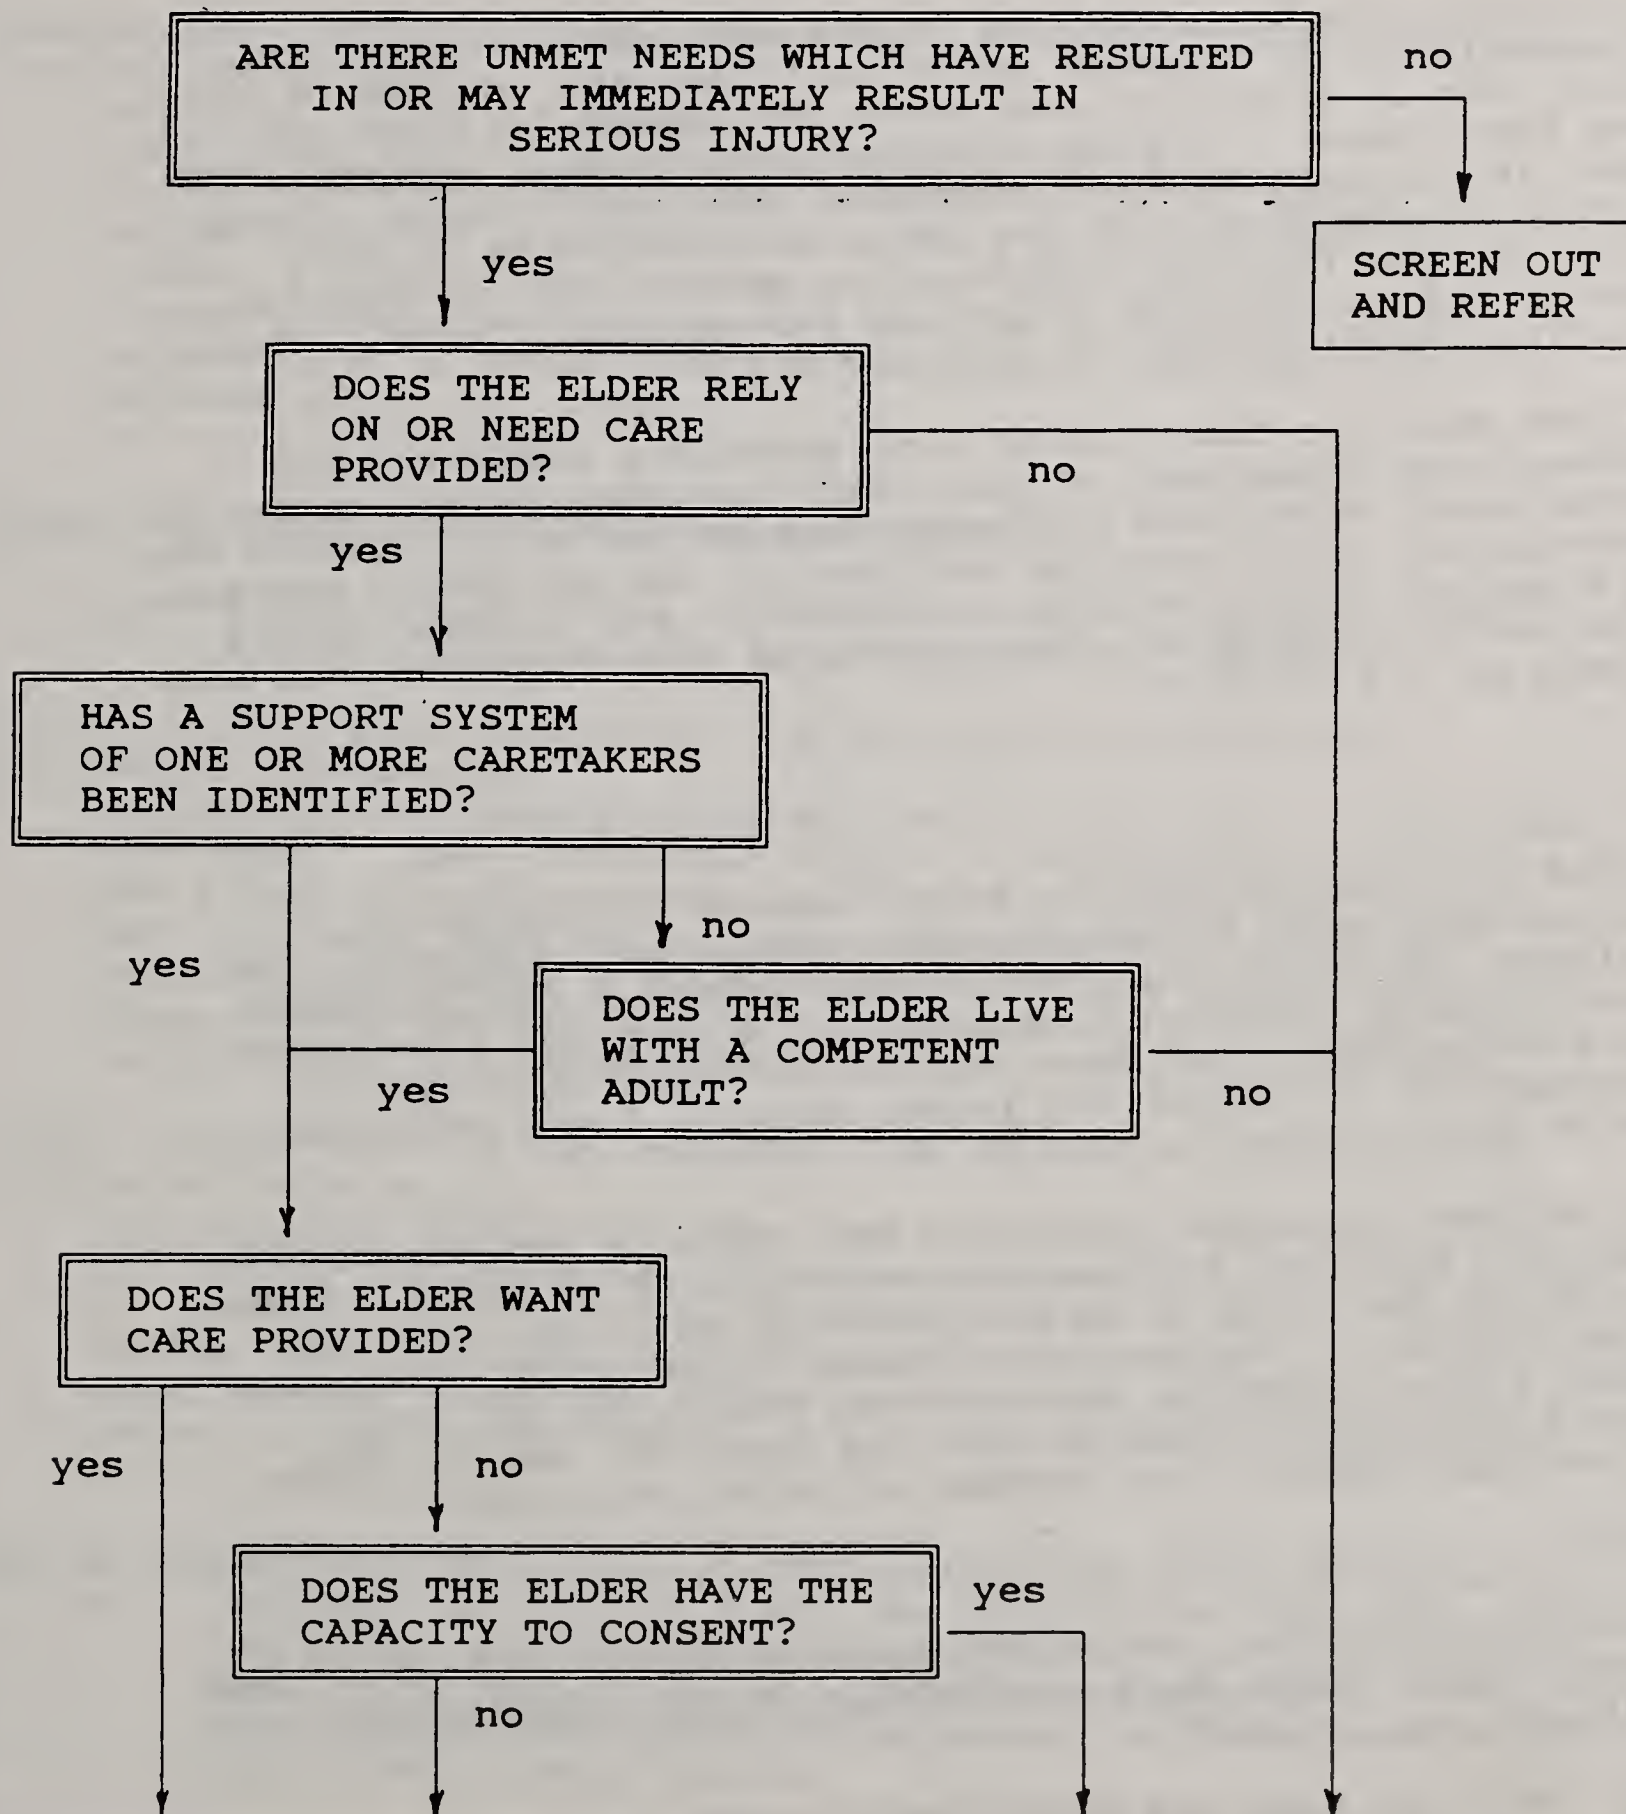 ARE THERE UNMET NEEDS WHICH HAVE RESULTED
IN OR MAY IMMEDIATELY RESULT IN
SERIOUS INJURY?
no
yes
SCREEN OUT
AND REFER
DOES THE ELDER RELY
ON OR NEED CARE
PROVIDED?
no
yes
HAS A SUPPORT SYSTEM
OF ONE OR MORE CARETAKERS
BEEN IDENTIFIED?
no
yes
DOES THE ELDER LIVE
WITH A COMPETENT
ADULT?
yes
no
DOES THE ELDER WANT
CARE PROVIDED?
yes
no
DOES THE ELDER HAVE THE
CAPACITY TO CONSENT?
yes
no